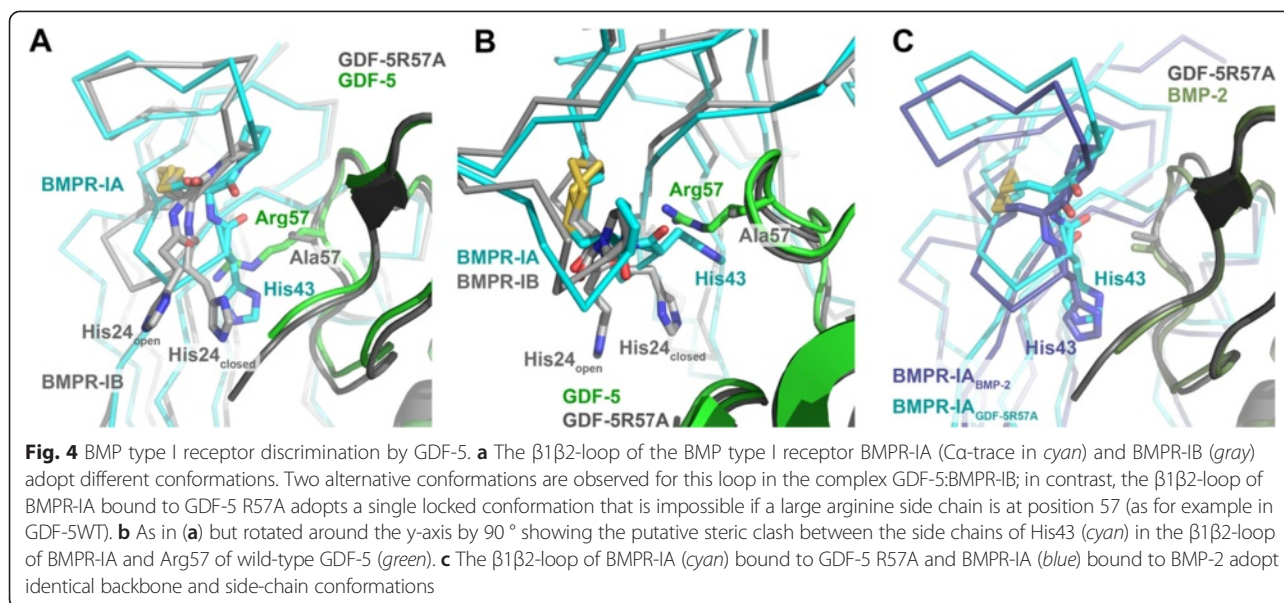 A
GDF-5R57A
GDF-5
BMPR-IA
Arg57
Ala57
His43
His24open
His24closed
BMPR-IB
B
Arg57
Ala57
BMPR-IA
BMPR-IB
His43
His24open
His24closed
GDF-5
GDF-5R57A
C
GDF-5R57A
BMP-2
His43
His43
BMPR-IABMP-2
BMPR-IAGDF-5R57A
Fig. 4 BMP type I receptor discrimination by GDF-5. a The β1β2-loop of the BMP type I receptor BMPR-IA (Cα-trace in cyan) and BMPR-IB (gray)
adopt different conformations. Two alternative conformations are observed for this loop in the complex GDF-5:BMPR-IB; in contrast, the β1β2-loop of
BMPR-IA bound to GDF-5 R57A adopts a single locked conformation that is impossible if a large arginine side chain is at position 57 (as for example in
GDF-5WT). b As in (a) but rotated around the y-axis by 90 ° showing the putative steric clash between the side chains of His43 (cyan) in the β1β2-loop
of BMPR-IA and Arg57 of wild-type GDF-5 (green). c The β1β2-loop of BMPR-IA (cyan) bound to GDF-5 R57A and BMPR-IA (blue) bound to BMP-2 adopt
identical backbone and side-chain conformations